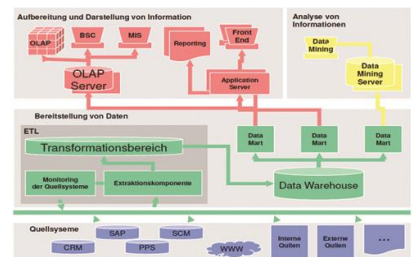 Aufbereitung und Darstellung von Information
Analyse von
Informationen
OLAP
BSC
MIS
Reporting
Front
End
Data
Mining
OLAP
Server
Application
Server
Data
Mining
Server
Bereitstellung von Daten
ETL
Transformationsbereich
Data
Mart
Data
Mart
Data
Mart
Monitoring
der Quellsysteme
Extraktionskomponente
Data Warehouse
Quellsyseme
SAP
SCM
CRM
PPS
WWW
Interne
Qullen
Externe
Qullen
...